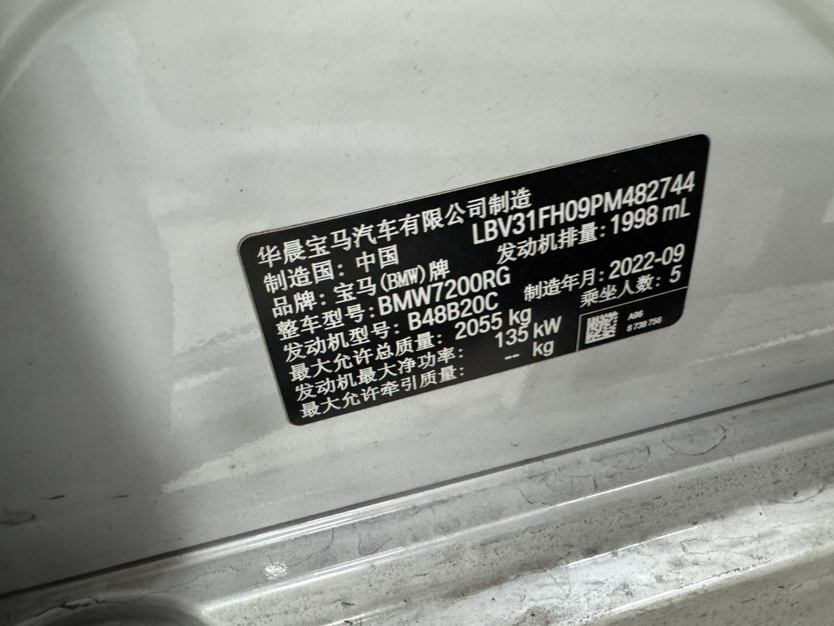 华晨宝马汽车有限公司制造
制造国：中国 LBV31FH09PM482744
品牌：宝马(BMW)牌 发动机排量：1998 mL
整车型号：BMW7200RG
发动机型号：B48B20C 制造年月：2022-09
最大允许总质量：2055 kg 乘坐人数：5
发动机最大净功率： 135 kW
最大允许牵引质量： -- kg
A96
8 738 756